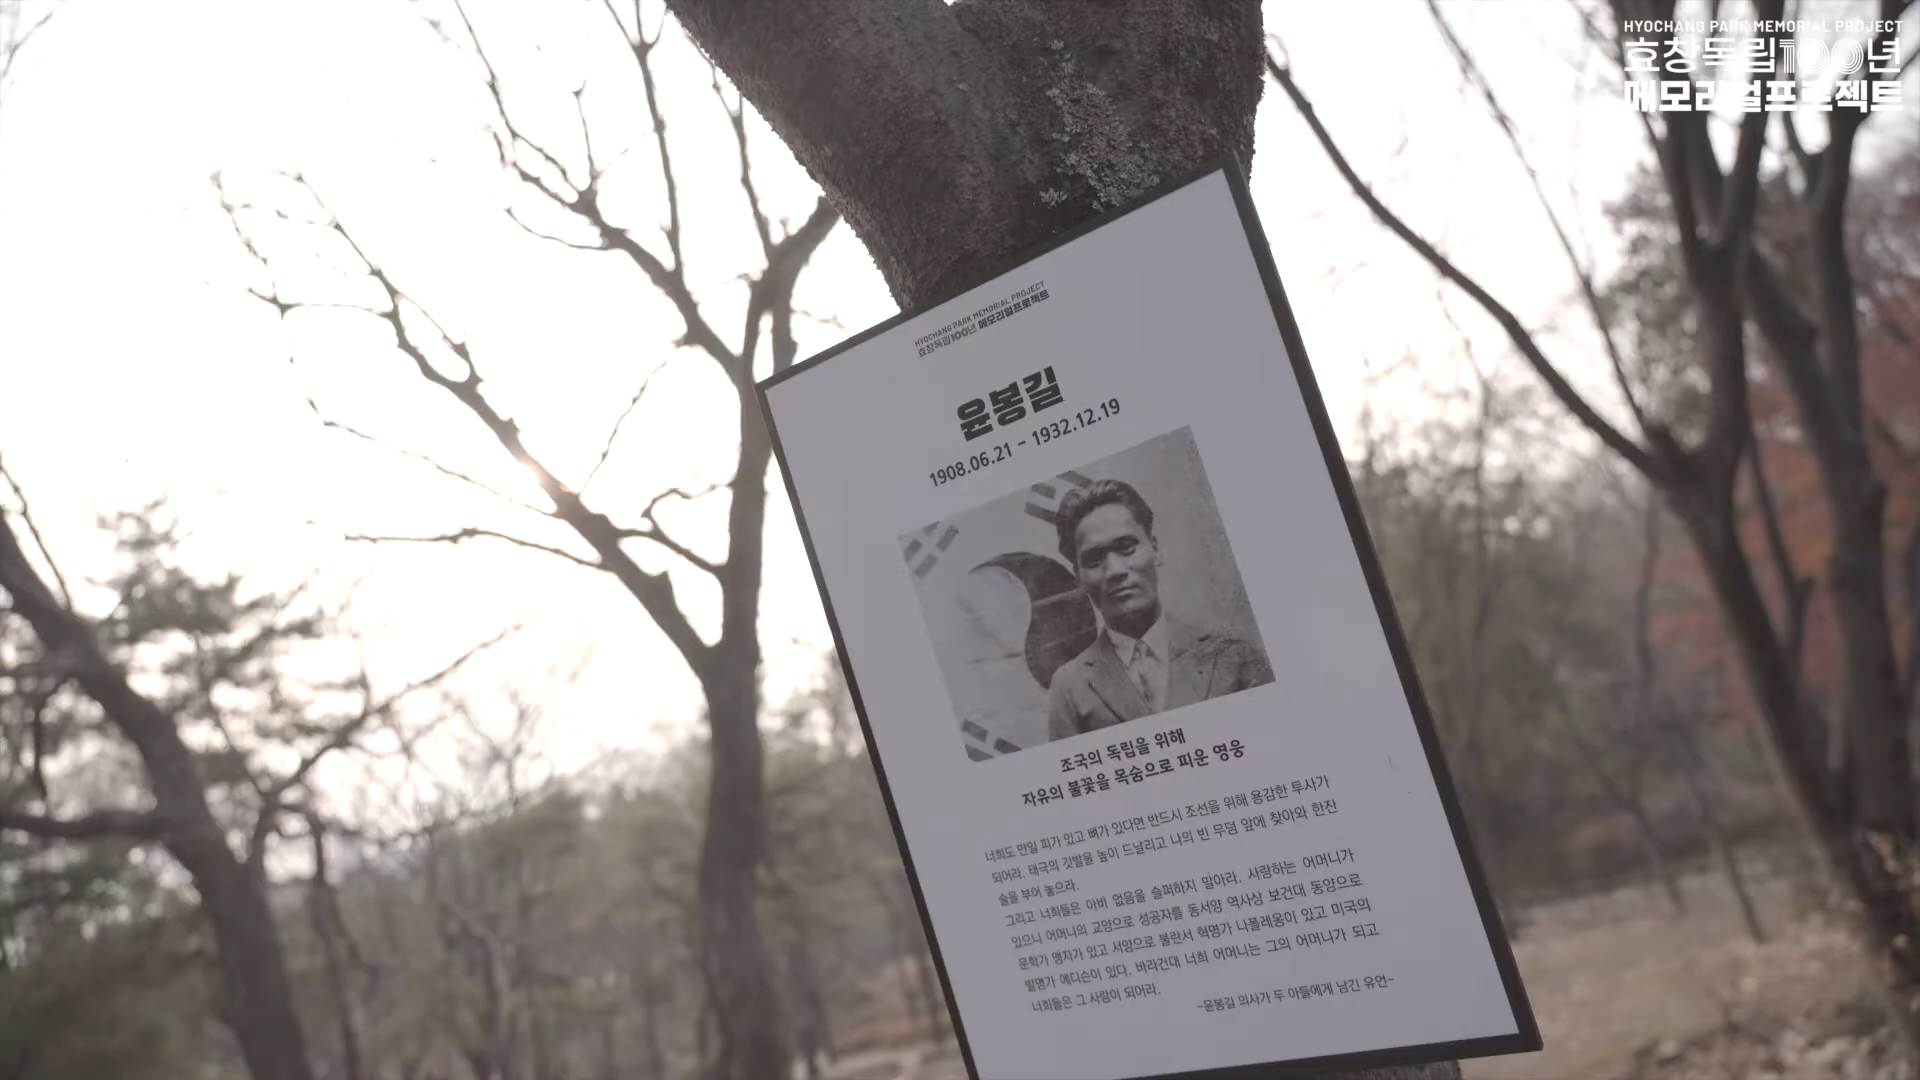 HYOCHANG PARK MEMORIAL PROJECT
효창독립100년
메모리얼프로젝트
HYOCHANG PARK MEMORIAL PROJECT
효창독립100년 메모리얼프로젝트
윤봉길
1908.06.21 - 1932.12.19
조국의 독립을 위해
자유의 불꽃을 목숨으로 피운 영웅
너희도 만일 피가 있고 뼈가 있다면 반드시 조선을 위해 용감한 투사가
되어라. 태극의 깃발을 높이 드날리고 나의 빈 무덤 앞에 찾아와 한잔
술을 부어 놓으라.
그리고 너희들은 아비 없음을 슬퍼하지 말아라. 사랑하는 어머니가
있으니 어머니의 교양으로 성공자를 동서양 역사상 보건대 동양으로
문학가 맹자가 있고 서양으로 불란서 혁명가 나폴레옹이 있고 미국의
발명가 에디손이 있다. 바라건대 너희 어머니는 그의 어머니가 되고
너희들은 그 사람이 되어라.
-윤봉길 의사가 두 아들에게 남긴 유언-